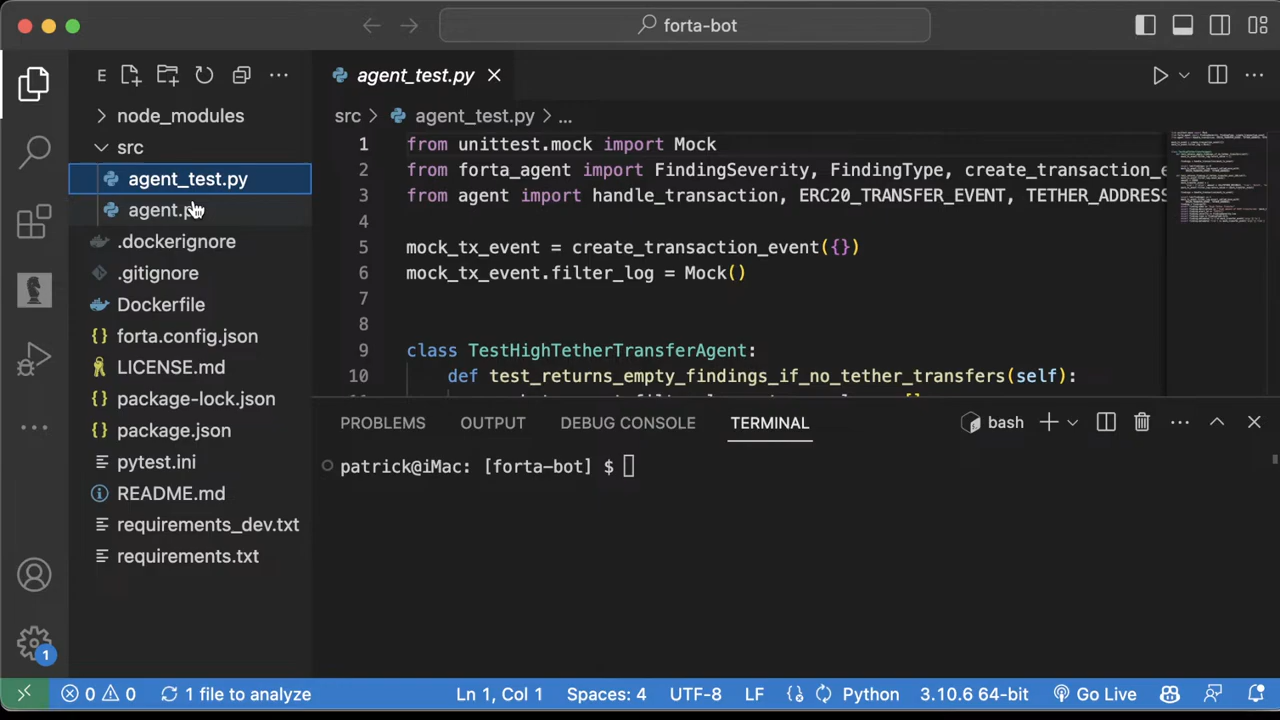 forta-bot
E
node_modules
src
agent_test.py
.dockerignore
.gitignore
Dockerfile
forta.config.json
LICENSE.md
package-lock.json
package.json
pytest.ini
README.md
requirements_dev.txt
requirements.txt
1
agent_test.py
src > agent_test.py > ...
1 from unittest.mock import Mock
2 from forta_agent import FindingSeverity, FindingType, create_transaction_e
3 from agent import handle_transaction, ERC20_TRANSFER_EVENT, TETHER_ADDRESS
4
5 mock_tx_event = create_transaction_event({})
6 mock_tx_event.filter_log = Mock()
7
8
9 class TestHighTetherTransferAgent:
10 def test_returns_empty_findings_if_no_tether_transfers(self):
PROBLEMS OUTPUT DEBUG CONSOLE TERMINAL bash
patrick@iMac: [forta-bot] $
0 0 1 file to analyze Ln 1, Col 1 Spaces: 4 UTF-8 LF Python 3.10.6 64-bit Go Live